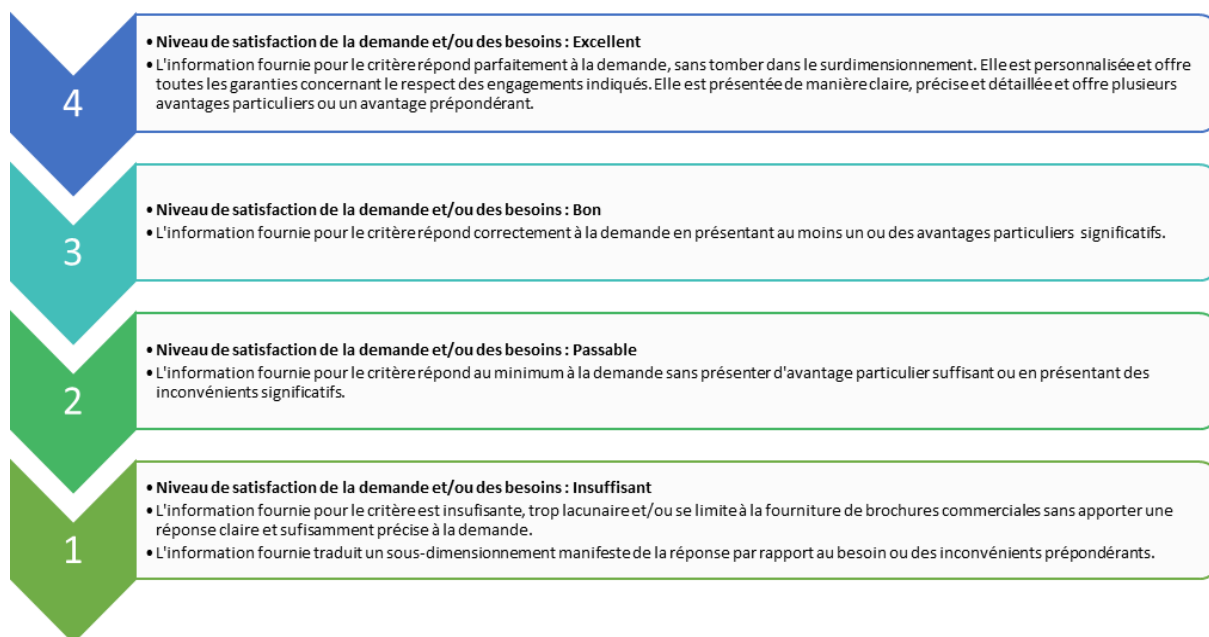 4
• Niveau de satisfaction de la demande et/ou des besoins : Excellent
• L'information fournie pour le critère répond parfaitement à la demande, sans tomber dans le surdimensionnement. Elle est personnalisée et offre
toutes les garanties concernant le respect des engagements indiqués. Elle est présentée de manière claire, précise et détaillée et offre plusieurs
avantages particuliers ou un avantage prépondérant.
3
• Niveau de satisfaction de la demande et/ou des besoins : Bon
• L'information fournie pour le critère répond correctement à la demande en présentant au moins un ou des avantages particuliers significatifs.
2
• Niveau de satisfaction de la demande et/ou des besoins : Passable
• L'information fournie pour le critère répond au minimum à la demande sans présenter d'avantage particulier suffisant ou en présentant des
inconvénients significatifs.
1
• Niveau de satisfaction de la demande et/ou des besoins : Insuffisant
• L'information fournie pour le critère est insufisante, trop lacunaire et/ou se limite à la fourniture de brochures commerciales sans apporter une
réponse claire et sufisamment précise à la demande.
• L'information fournie traduit un sous-dimensionnement manifeste de la réponse par rapport au besoin ou des inconvénients prépondérants.